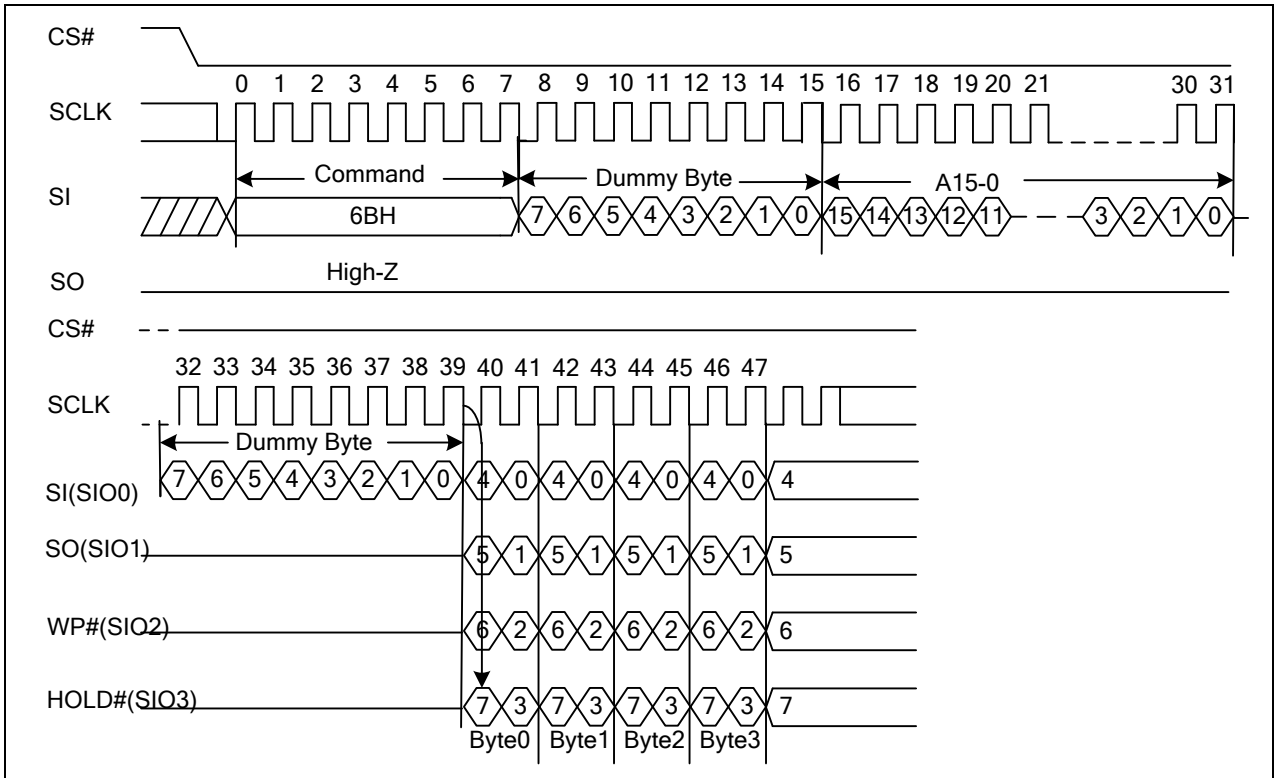 CS#
0 1 2 3 4 5 6 7 8 9 10 11 12 13 14 15 16 17 18 19 20 21 30 31
SCLK
Command Dummy Byte A15-0
SI
6BH 7 6 5 4 3 2 1 0 15 14 13 12 11 3 2 1 0
High-Z
SO
CS#
32 33 34 35 36 37 38 39 40 41 42 43 44 45 46 47
SCLK
Dummy Byte
SI(SIO0) 7 6 5 4 3 2 1 0 4 0 4 0 4 0 4 0 4
SO(SIO1) 5 1 5 1 5 1 5 1 5
WP#(SIO2) 6 2 6 2 6 2 6 2 6
HOLD#(SIO3) 7 3 7 3 7 3 7 3 7
Byte0 Byte1 Byte2 Byte3